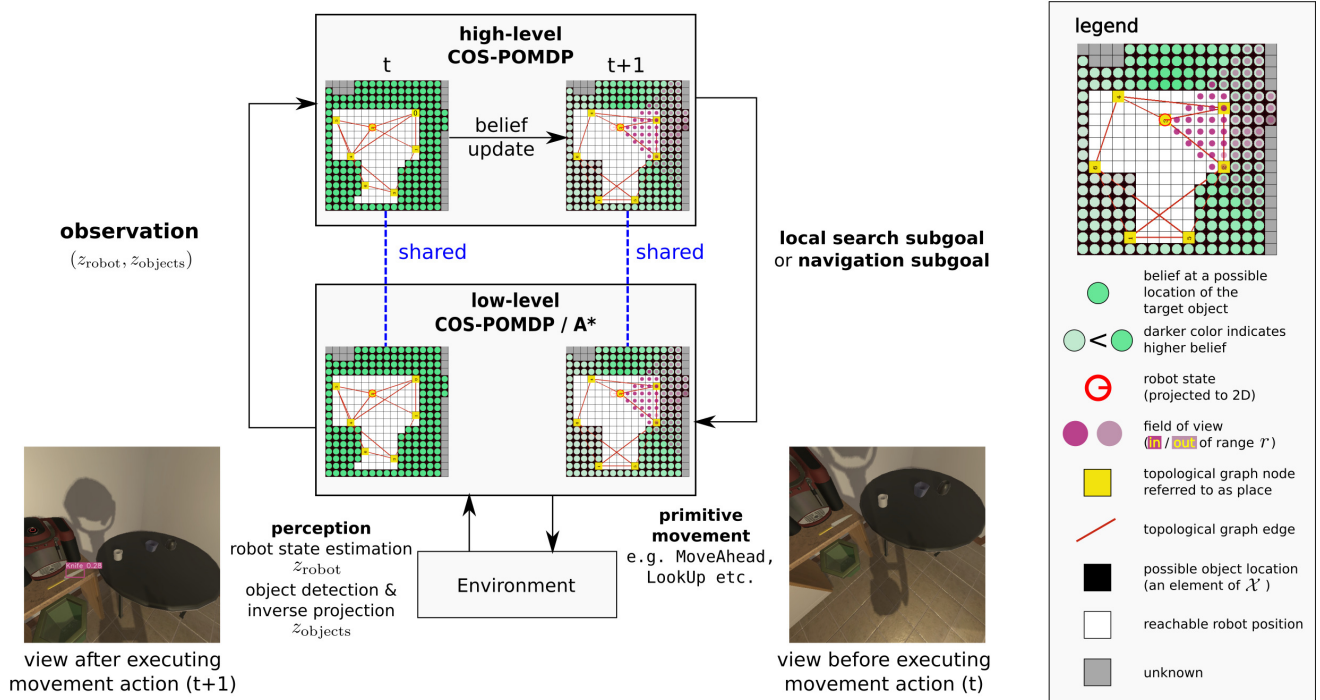 high-level
COS-POMDP
t
t+1
belief
update
observation
(z_robot, z_objects)
shared
shared
local search subgoal
or navigation subgoal
low-level
COS-POMDP / A*
perception
robot state estimation
z_robot
object detection &
inverse projection
z_objects
primitive
movement
e.g. MoveAhead,
LookUp etc.
Environment
Knife 0.28
view after executing
movement action (t+1)
view before executing
movement action (t)
legend
belief at a possible
location of the
target object
<
darker color indicates
higher belief
robot state
(projected to 2D)
field of view
(in / out of range r)
topological graph node
referred to as place
topological graph edge
possible object location
(an element of 𝒳 )
reachable robot position
unknown